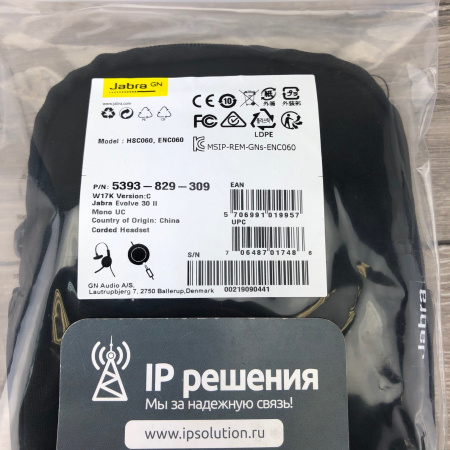 Jabra GN
www.jabra.com
Model : HSC060, ENC060
LDPE
MSIP-REM-GNs-ENC060
P/N: 5393-829-309
W17K Version:C
Jabra Evolve 30 II
Mono UC
Country of Origin: China
Corded Headset
EAN
5 706991 019957
UPC
7 06487 01748 6
S/N
00219090441
GN Audio A/S,
Lautrupbjerg 7, 2750 Ballerup,Denmark
Jabra
IP решения
Мы за надежную связь!
www.ipsolution.ru